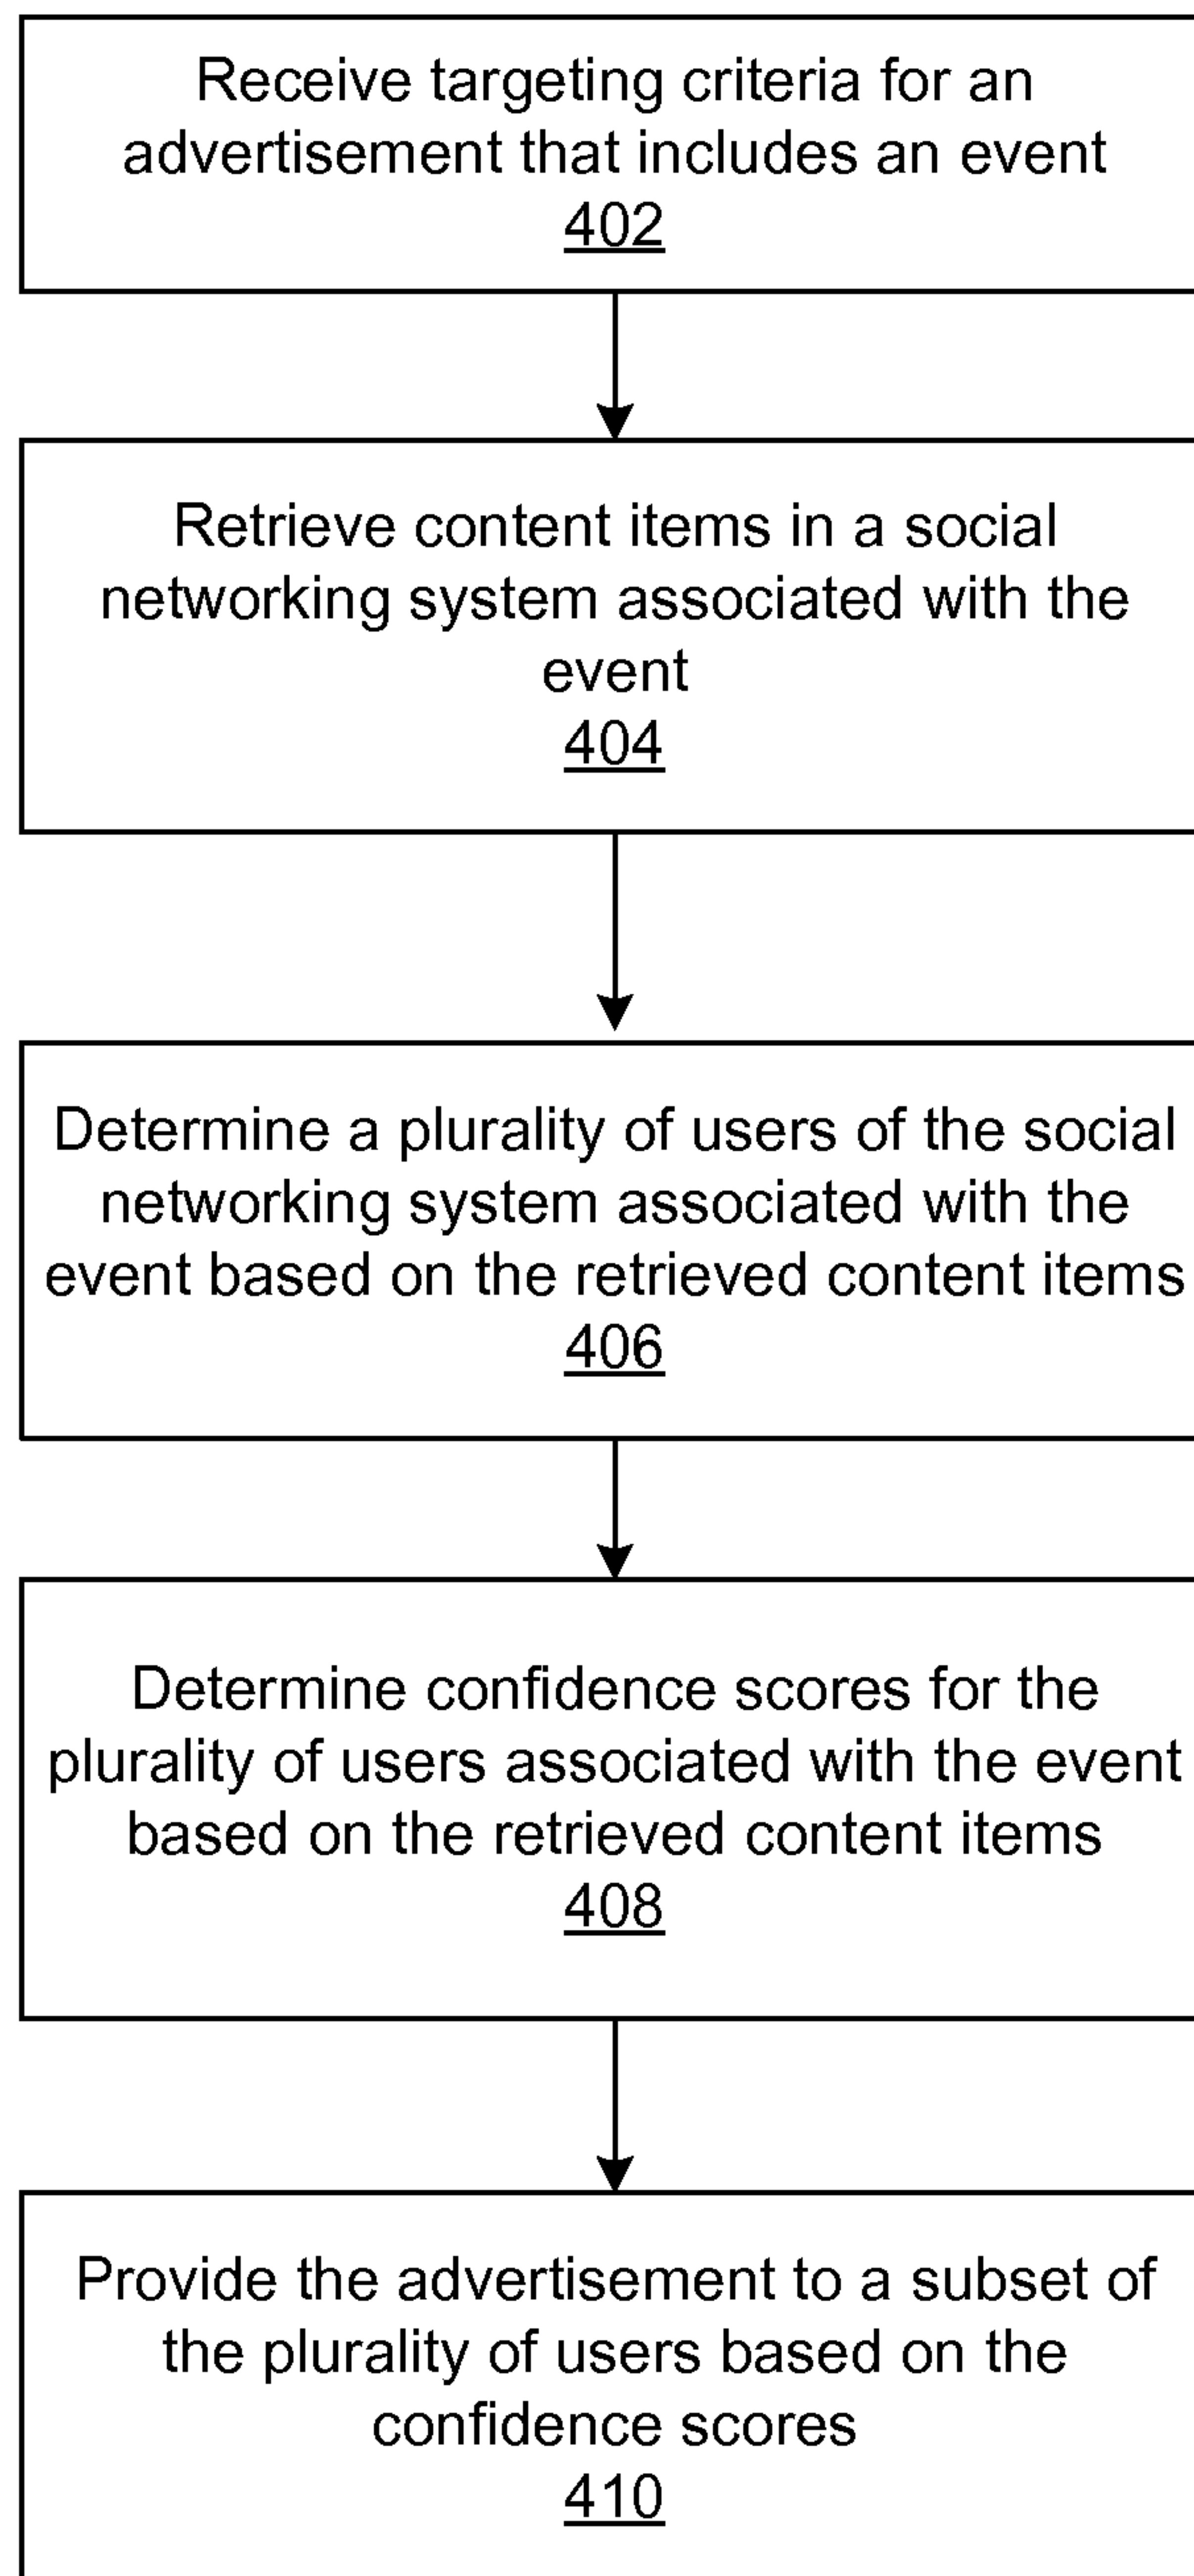 Receive targeting criteria for an
advertisement that includes an event
402
Retrieve content items in a social
networking system associated with the
event
404
Determine a plurality of users of the social
networking system associated with the
event based on the retrieved content items
406
Determine confidence scores for the
plurality of users associated with the event
based on the retrieved content items
408
Provide the advertisement to a subset of
the plurality of users based on the
confidence scores
410